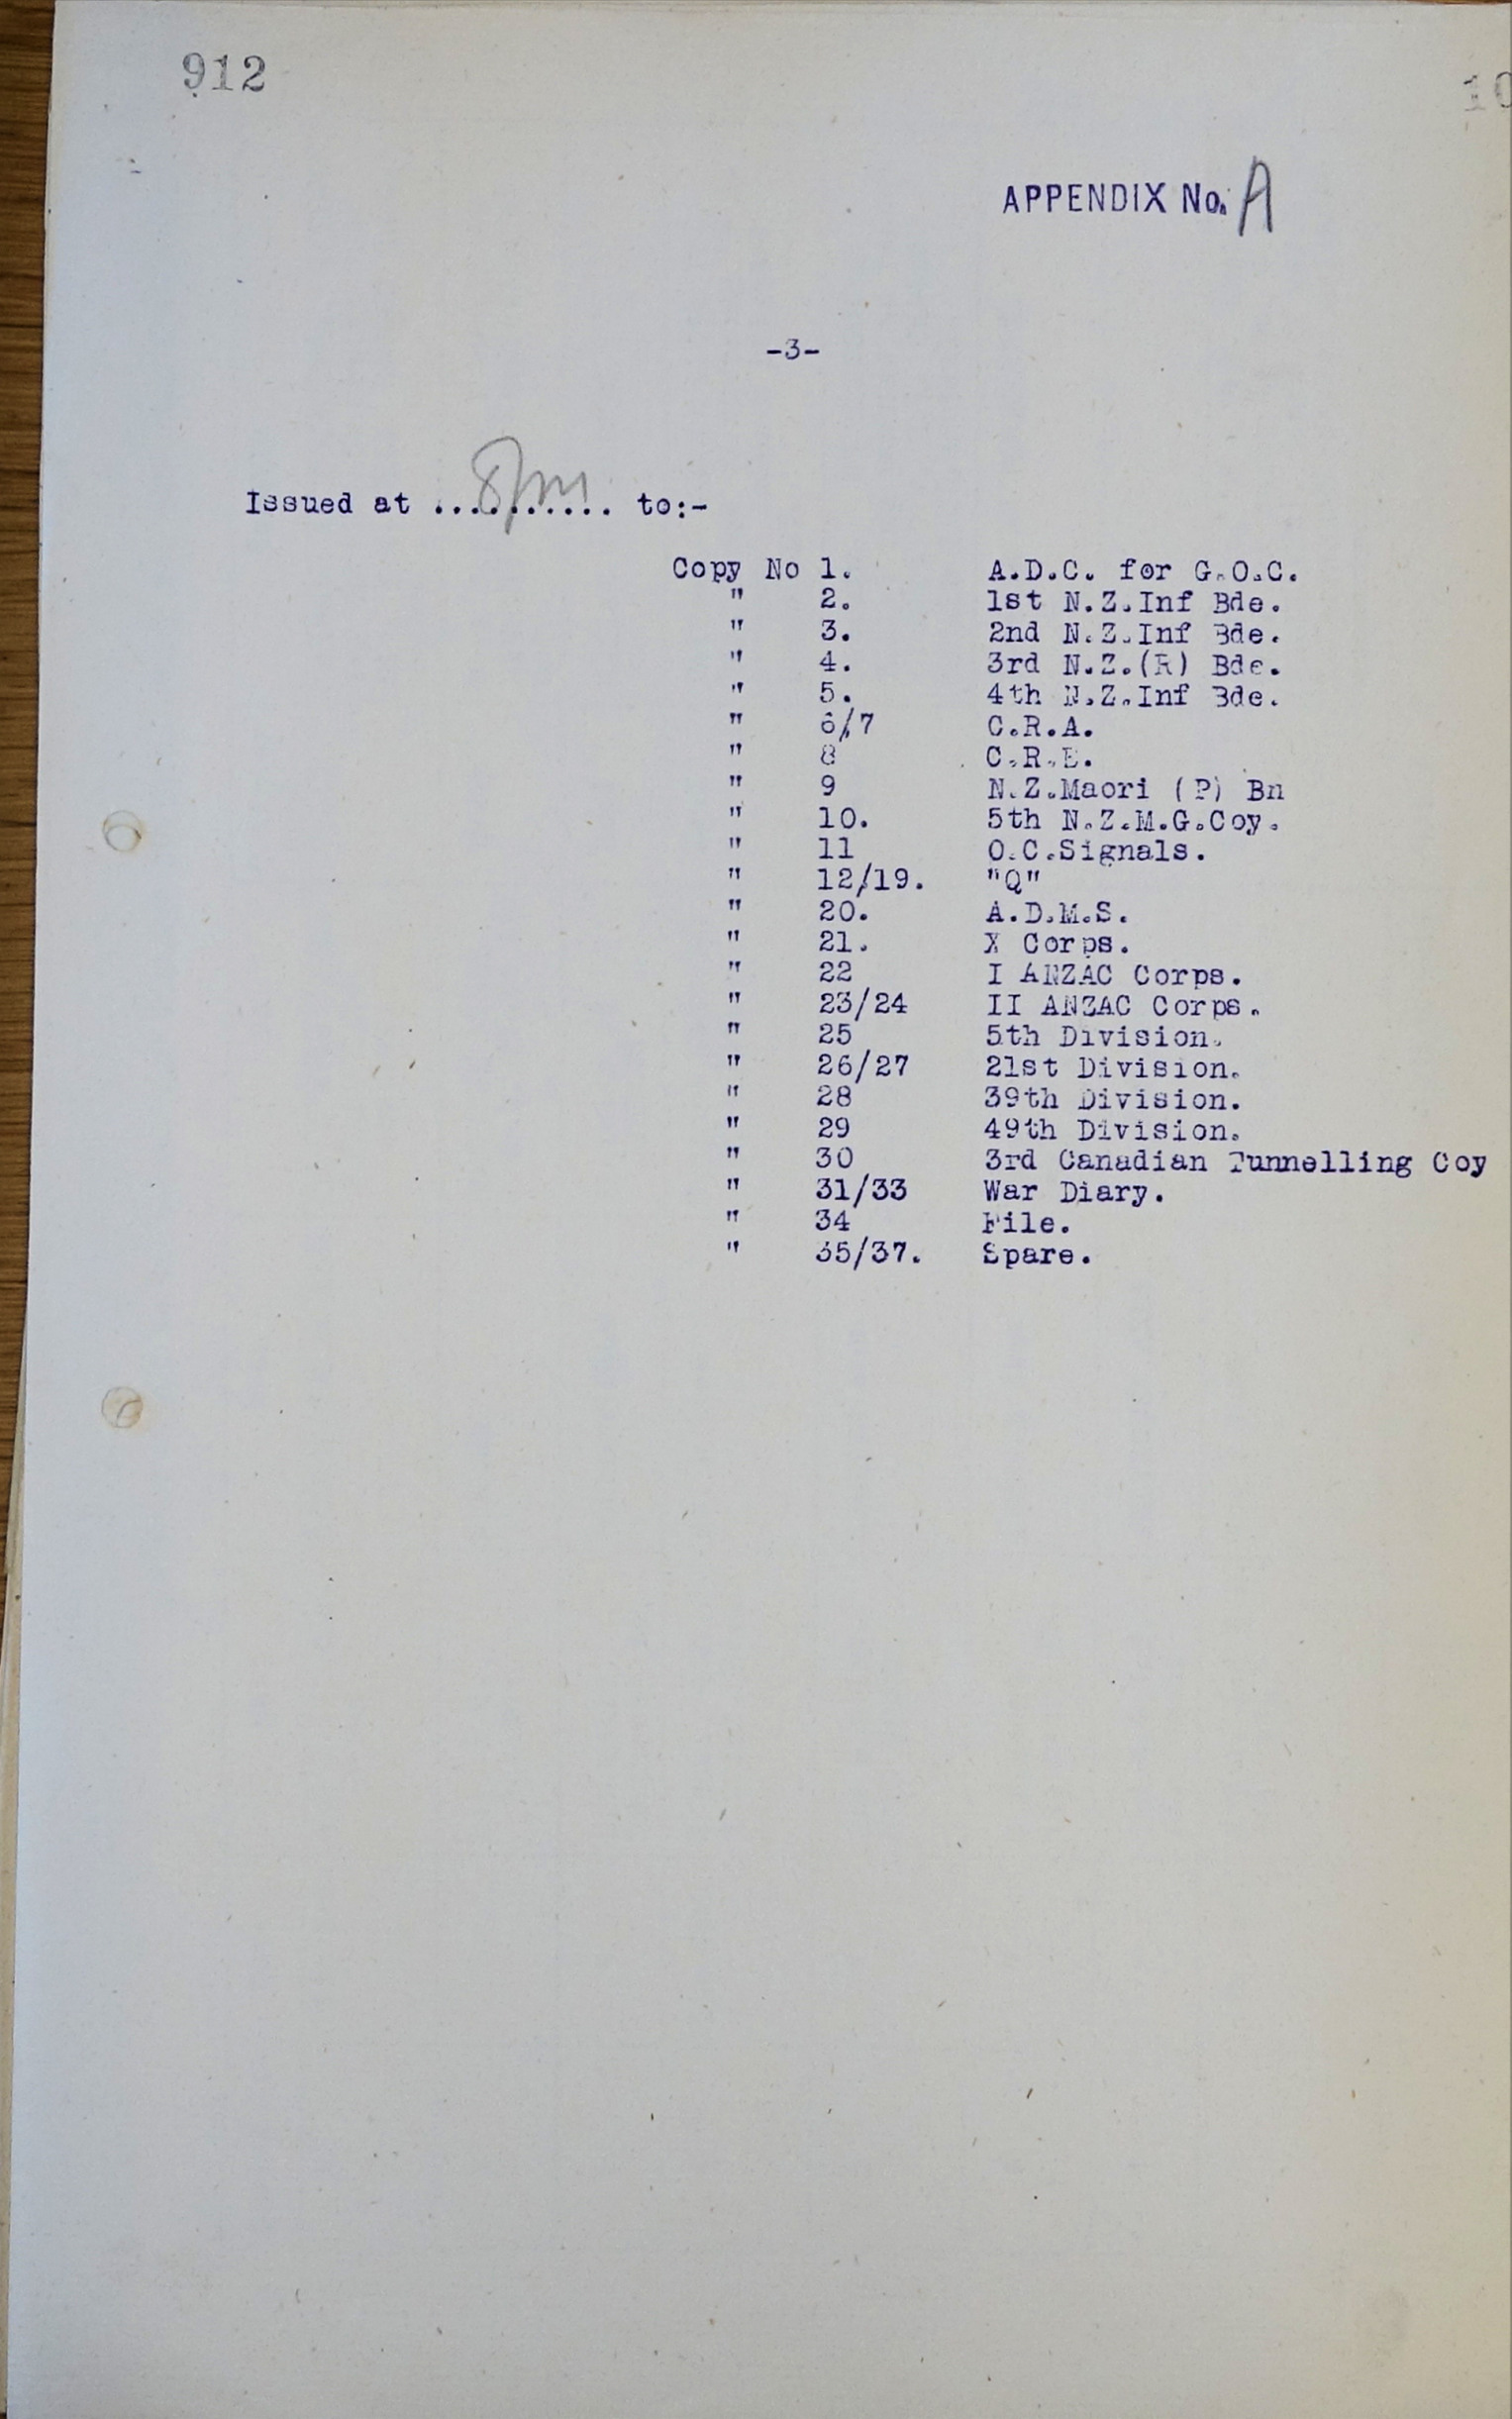 912
10
APPENDIX No. A
-3-
Issued at ...8pm... to:-
Copy No 1. A.D.C. for G.O.C.
" 2. 1st N.Z.Inf Bde.
" 3. 2nd N.Z.Inf Bde.
" 4. 3rd N.Z.(R) Bde.
" 5. 4th N.Z.Inf Bde.
" 6/7 C.R.A.
" 8 C.R.E.
" 9 N.Z.Maori (P) Bn
" 10. 5th N.Z.M.G.Coy.
" 11 O.C.Signals.
" 12/19. "Q"
" 20. A.D.M.S.
" 21. X Corps.
" 22 I ANZAC Corps.
" 23/24 II ANZAC Corps.
" 25 5th Division.
" 26/27 21st Division.
" 28 39th Division.
" 29 49th Division.
" 30 3rd Canadian Tunnelling Coy
" 31/33 War Diary.
" 34 File.
" 35/37. Spare.